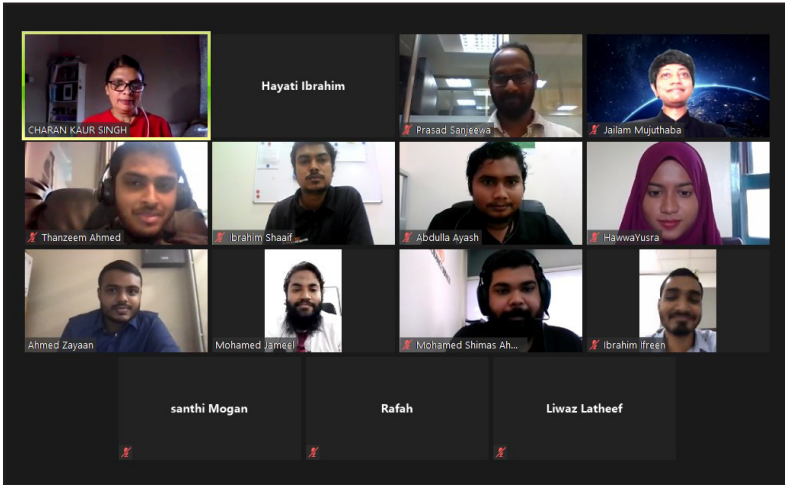 CHARAN KAUR SINGH
Hayati Ibrahim
Prasad Sanjeewa
Jailam Mujuthaba
Thanzeem Ahmed
Ibrahim Shaaif
Abdulla Ayash
HawwaYusra
Ahmed Zayaan
Mohamed Jameel
Mohamed Shimas Ah...
Ibrahim Ifreen
santhi Mogan
Rafah
Liwaz Latheef